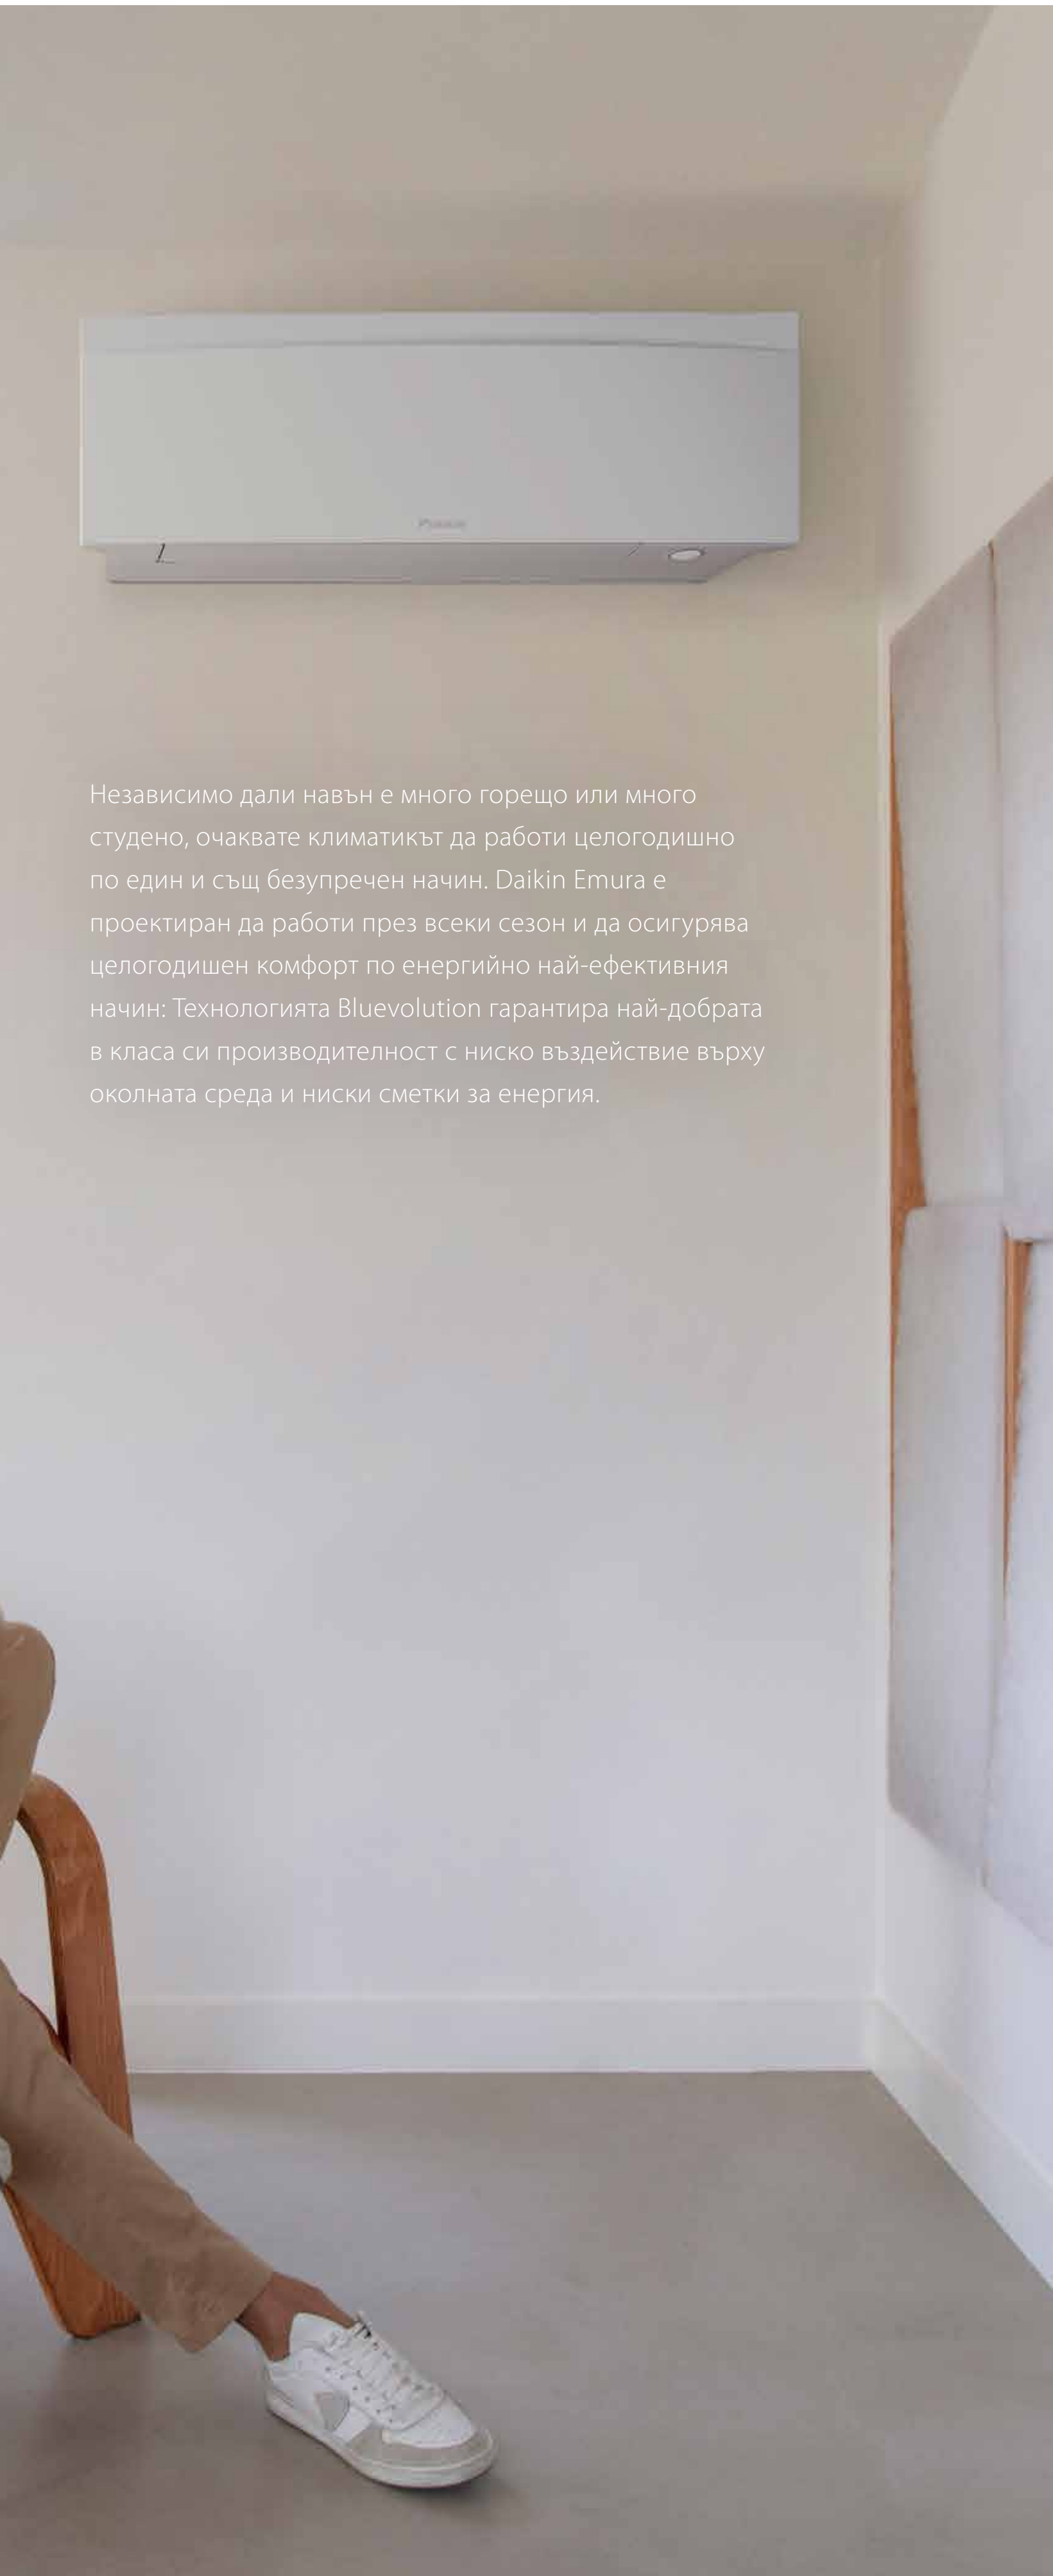 Независимо дали навън е много горещо или много
студено, очаквате климатикът да работи целогодишно
по един и същ безупречен начин. Daikin Emura е
проектиран да работи през всеки сезон и да осигурява
целогодишен комфорт по енергийно най-ефективния
начин: Технологията Bluevolution гарантира най-добрата
в класа си производителност с ниско въздействие върху
околната среда и ниски сметки за енергия.